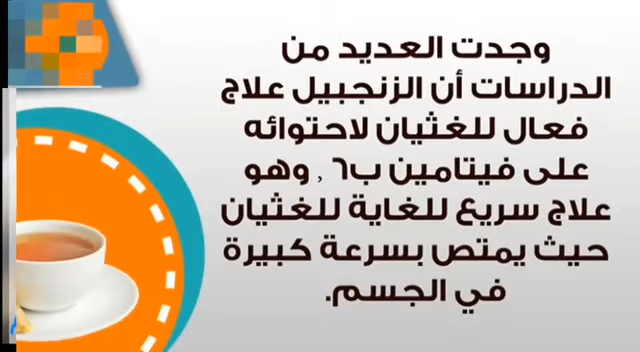 وجدت العديد من
الدراسات أن الزنجبيل علاج
فعال للغثيان لاحتوائه
على فيتامين ب٦ , وهو
علاج سريع للغاية للغثيان
حيث يمتص بسرعة كبيرة
في الجسم.